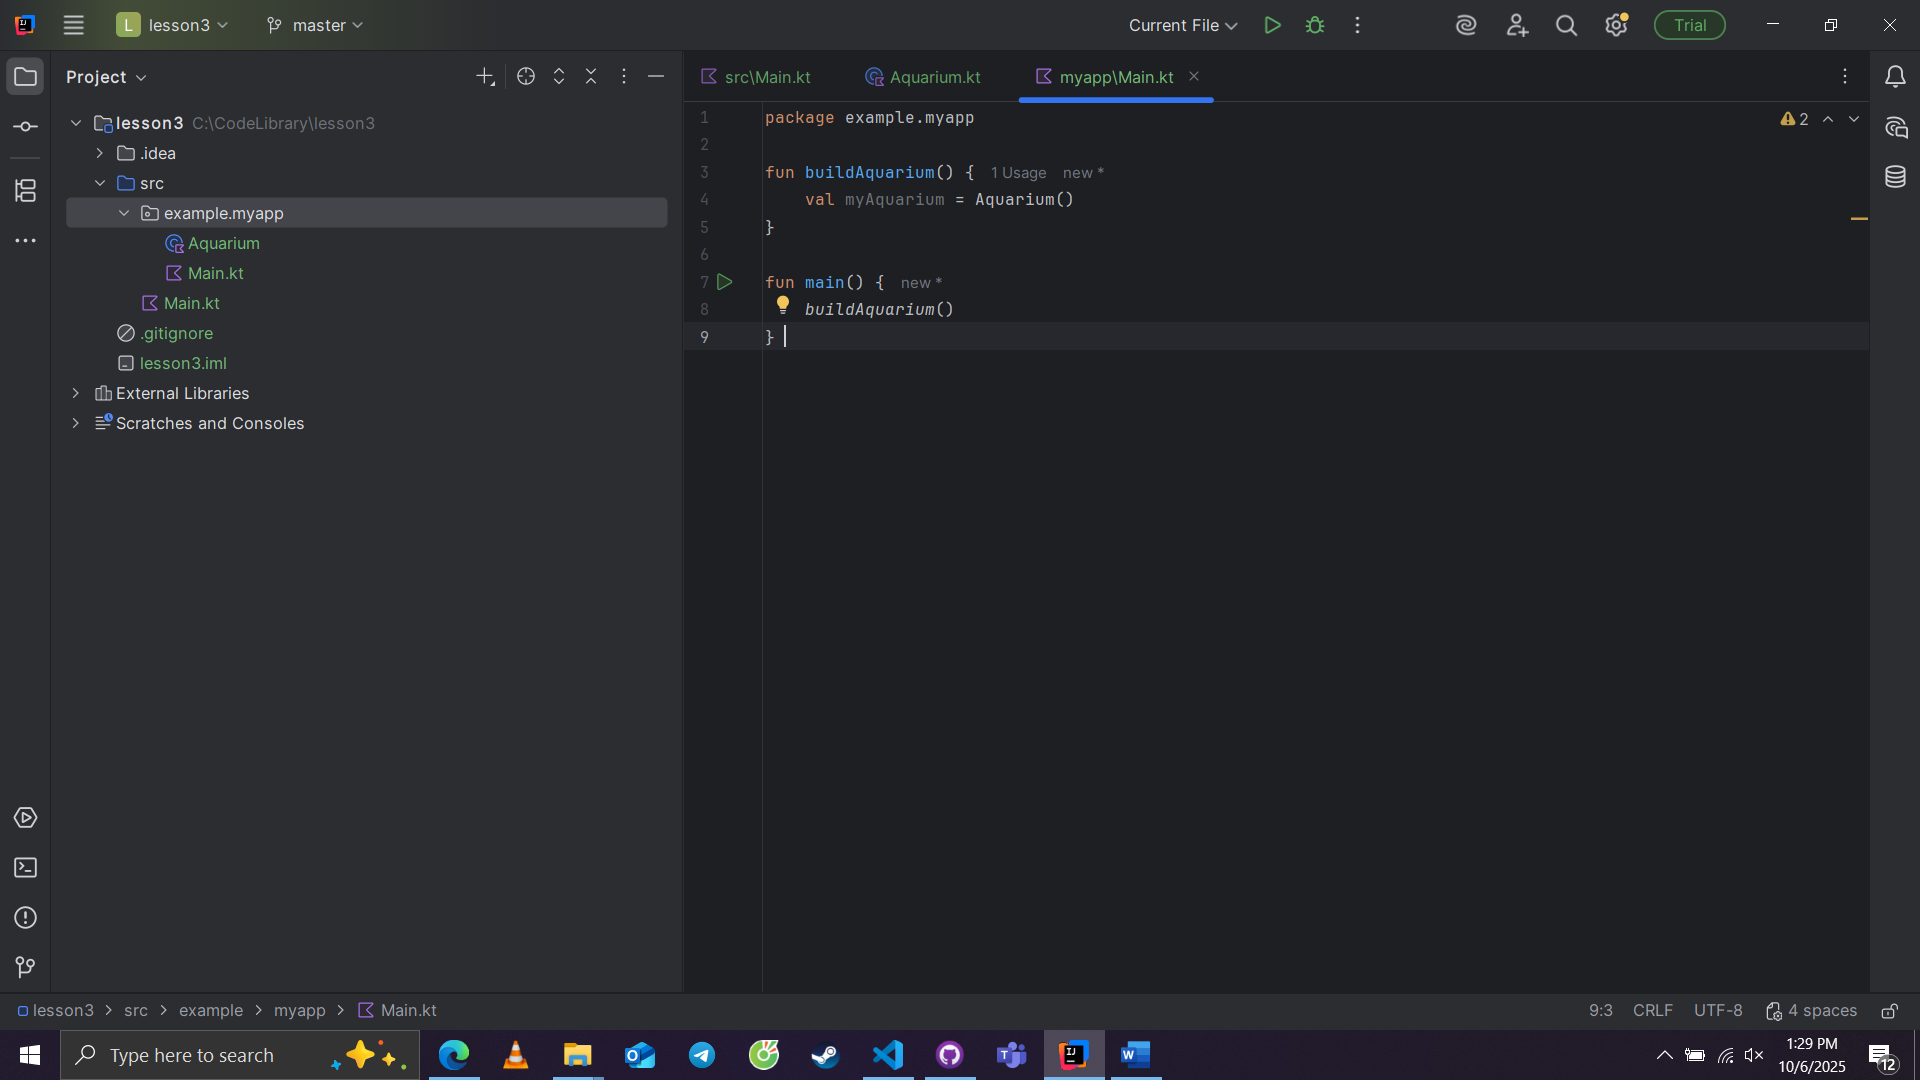 L lesson3 master Current File Trial
Project
lesson3 C:\CodeLibrary\lesson3
.idea
src
example.myapp
Aquarium
Main.kt
Main.kt
.gitignore
lesson3.iml
External Libraries
Scratches and Consoles
src\Main.kt Aquarium.kt myapp\Main.kt
1 package example.myapp
2
3 fun buildAquarium() { 1 Usage new *
4 val myAquarium = Aquarium()
5 }
6
7 fun main() { new *
8 buildAquarium()
9 }
2
lesson3 > src > example > myapp > Main.kt
9:3 CRLF UTF-8 4 spaces
Type here to search
1:29 PM
10/6/2025
12